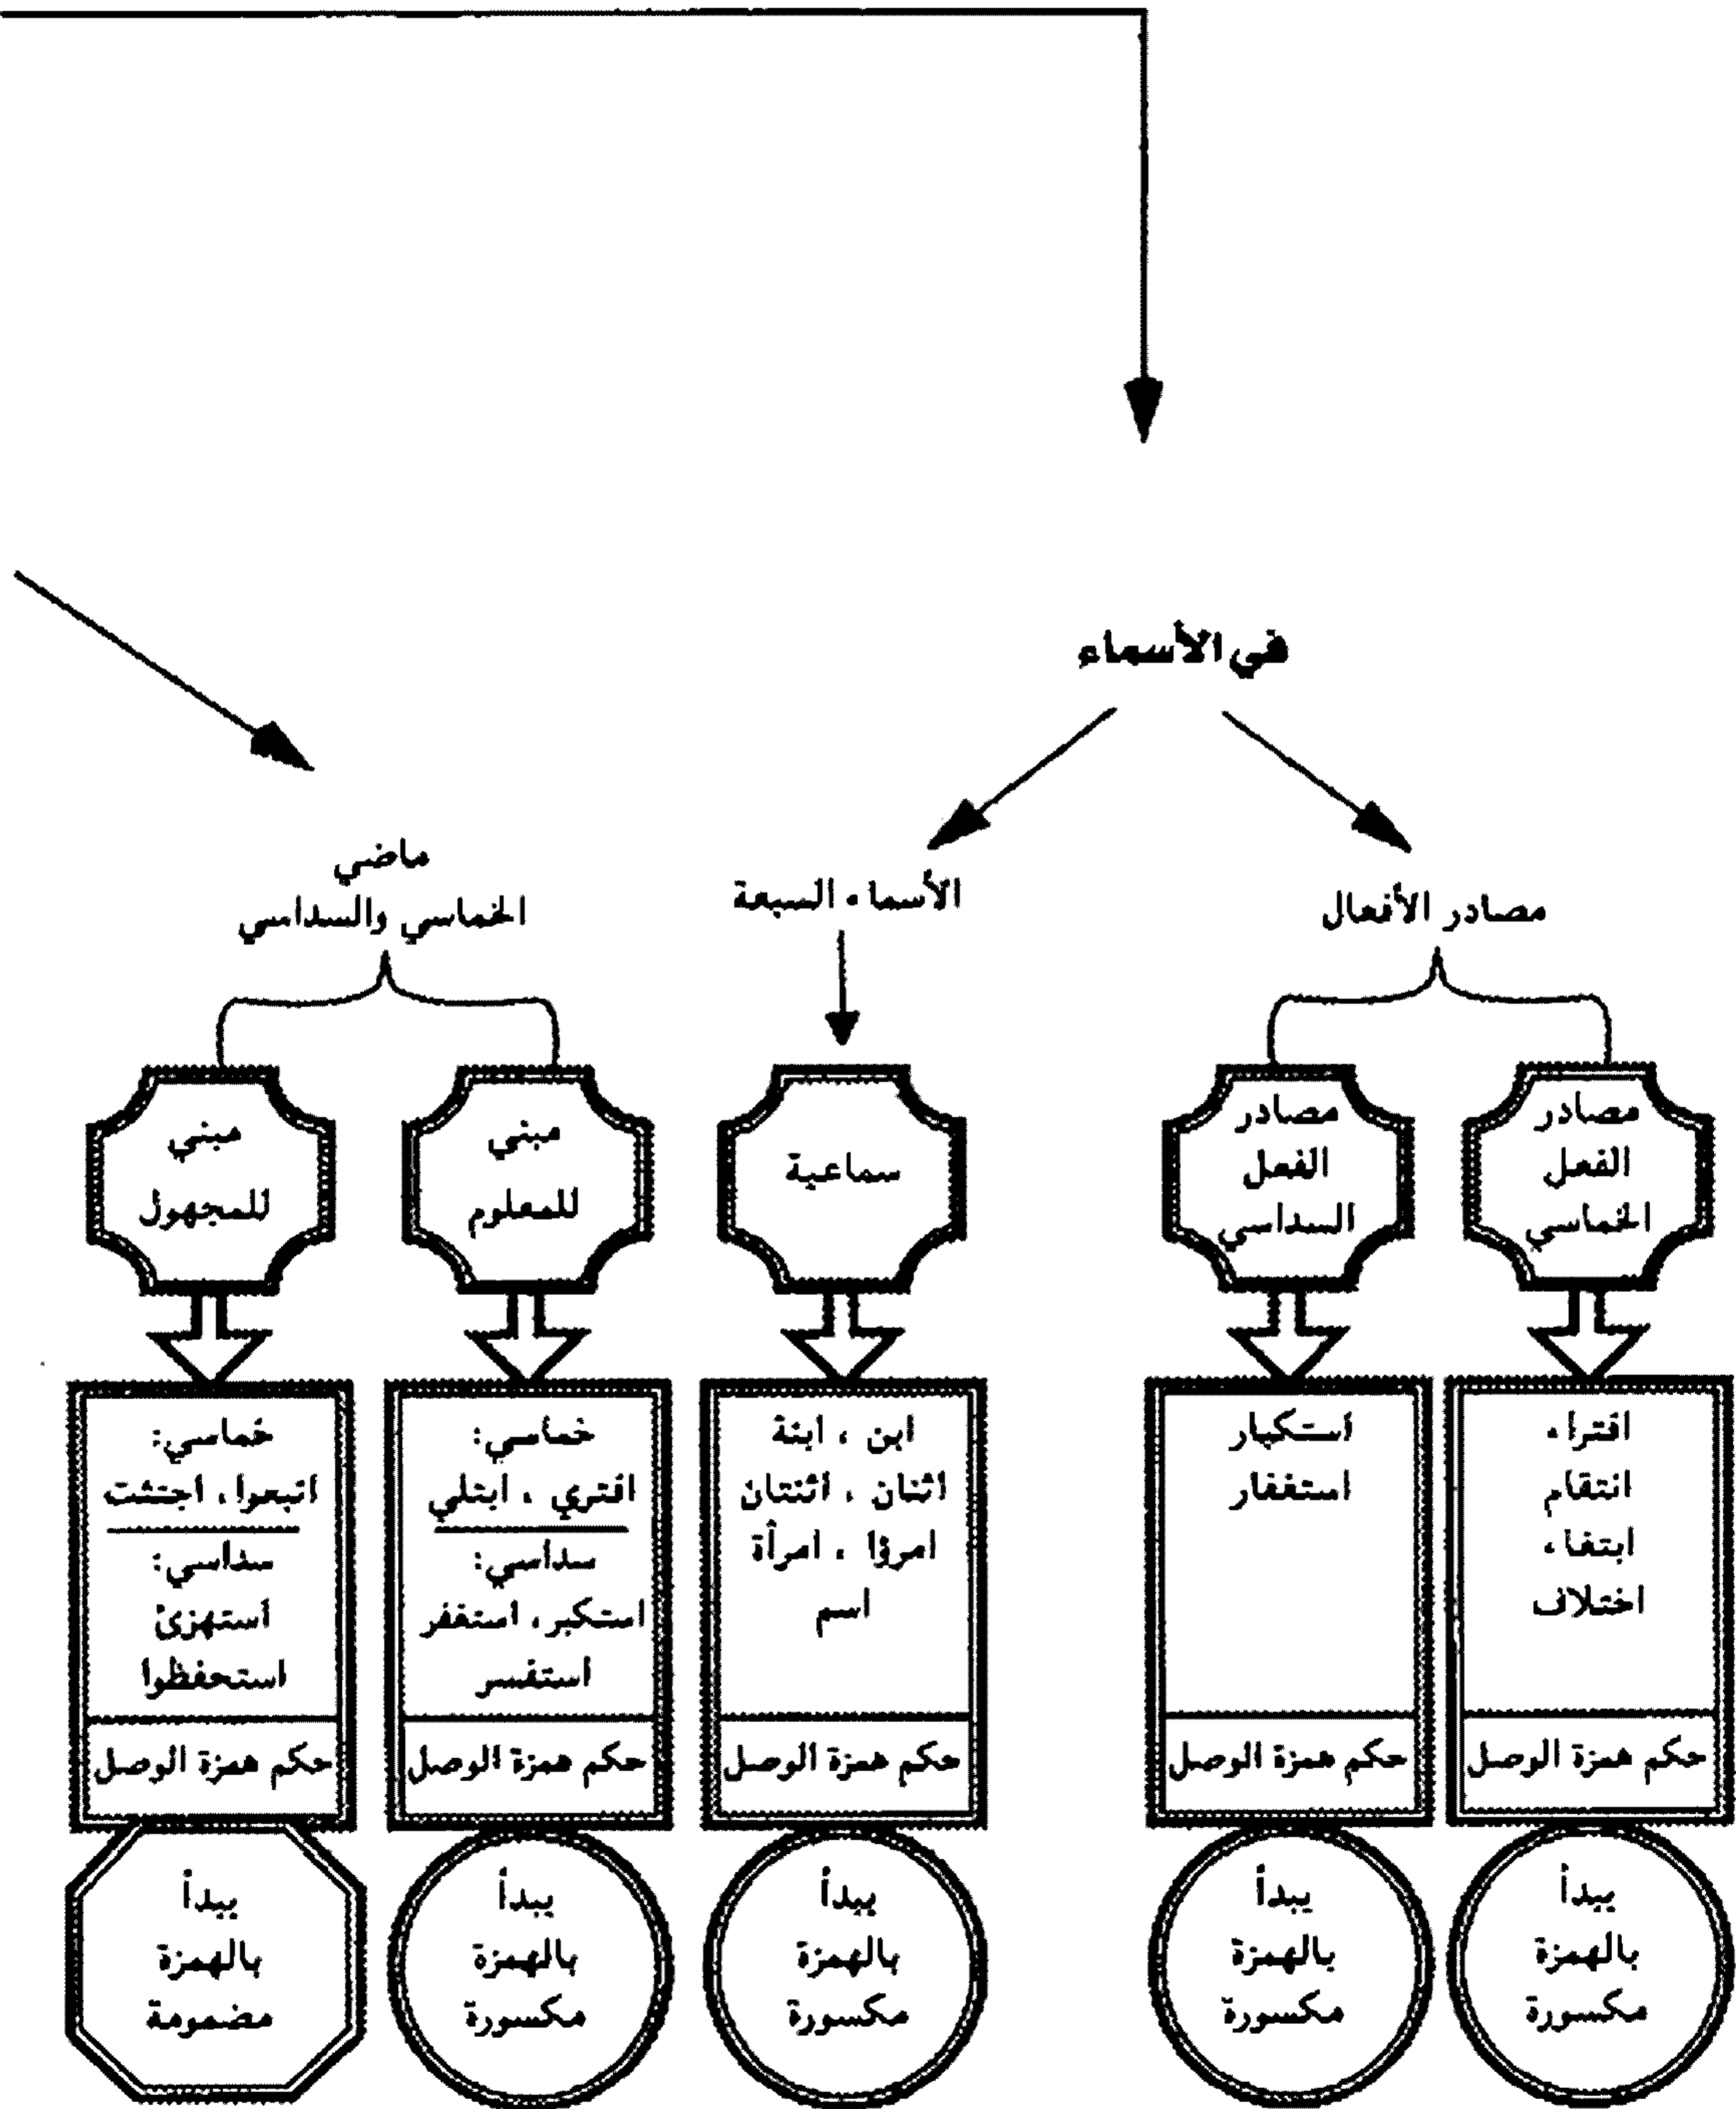 في الأسماء
مصادر الأفعال
مصادر
الفعل
الخماسي
افتراء
انتقام
ابتغاء
اختلاف
حكم همزة الوصل
يبدأ
بالهمزة
مكسورة
مصادر
الفعل
السداسي
استكبار
استغفار
حكم همزة الوصل
يبدأ
بالهمزة
مكسورة
الأسماء السبعة
سماعية
ابن ، ابنة
اثنان ، اثنتان
امرؤا ، امرأة
اسم
حكم همزة الوصل
يبدأ
بالهمزة
مكسورة
ماضي
الخماسي والسداسي
مبني
للمعلوم
خماسي:
افتري ، ابتلي
سداسي:
استكبر، استغفر
استفسر
حكم همزة الوصل
يبدأ
بالهمزة
مكسورة
مبني
للمجهول
خماسي:
اتبعوا، اجتثت
سداسي:
استهزئ
استحفظوا
حكم همزة الوصل
يبدأ
بالهمزة
مضمومة